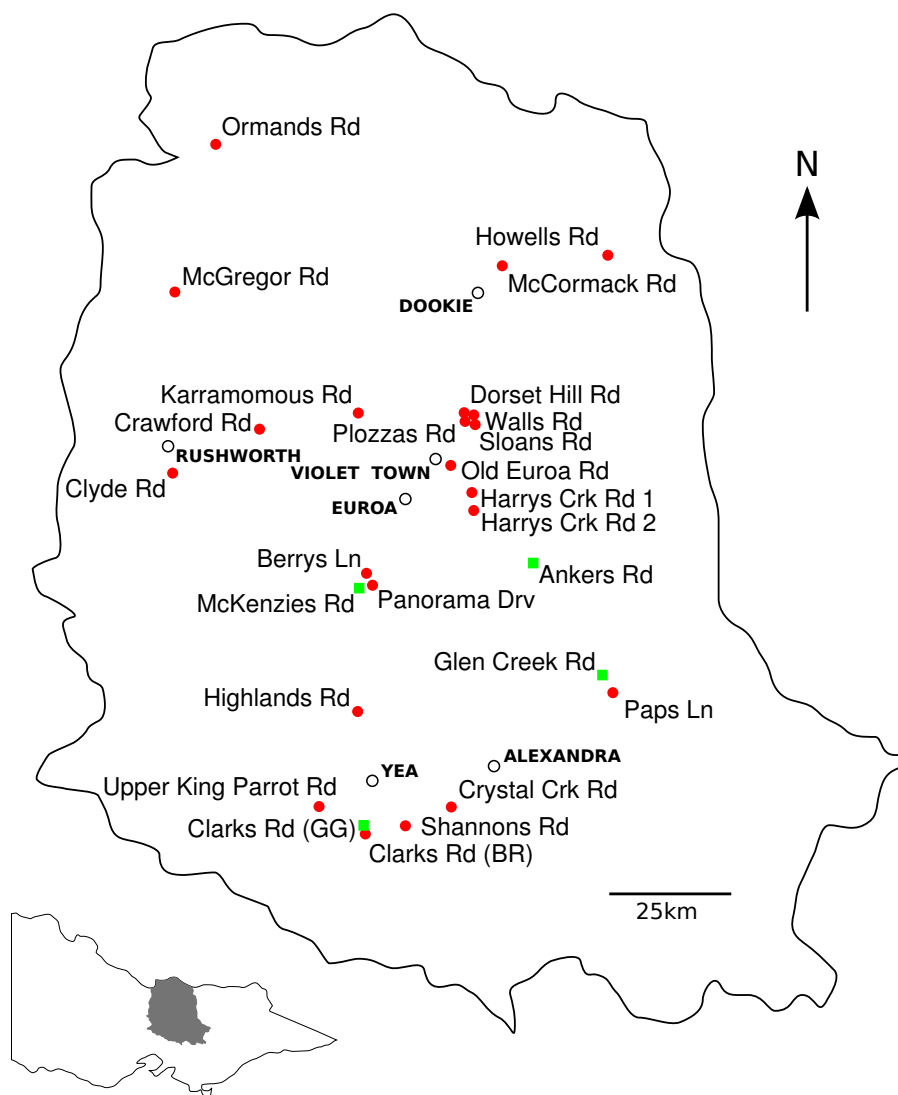 Ormands Rd
N
Howells Rd
McGregor Rd
McCormack Rd
DOOKIE
Karramomous Rd
Dorset Hill Rd
Crawford Rd
Plozzas Rd
Walls Rd
Sloans Rd
RUSHWORTH
VIOLET TOWN
Old Euroa Rd
Clyde Rd
EUROA
Harrys Crk Rd 1
Harrys Crk Rd 2
Berrys Ln
Ankers Rd
McKenzies Rd
Panorama Drv
Glen Creek Rd
Highlands Rd
Paps Ln
ALEXANDRA
YEA
Upper King Parrot Rd
Crystal Crk Rd
Clarks Rd (GG)
Shannons Rd
Clarks Rd (BR)
25km